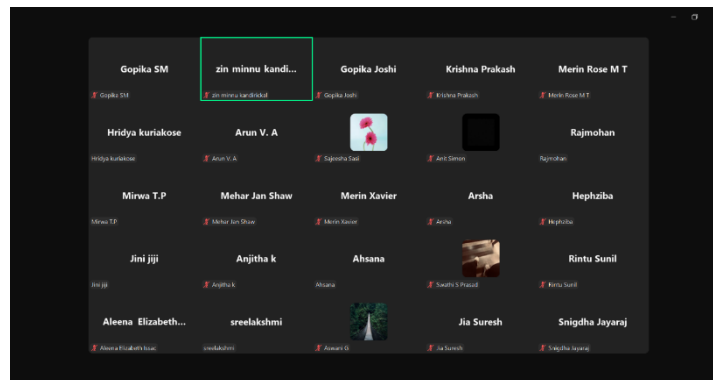 Gopika SM
zin minnu kandi...
Gopika Joshi
Krishna Prakash
Merin Rose M T
Gopika SM
zin minnu kandirickal
Gopika Joshi
Krishna Prakash
Merin Rose M T
Hridya kuriakose
Arun V. A
Rajmohan
Hridya kuriakose
Arun V. A
Sajeesha Sasi
Anit Simon
Rajmohan
Mirwa T.P
Mehar Jan Shaw
Merin Xavier
Arsha
Hephziba
Mirwa T.P
Mehar Jan Shaw
Merin Xavier
Arsha
Hephziba
Jini jiji
Anjitha k
Ahsana
Rintu Sunil
Jini jiji
Anjitha k
Ahsana
Swathi S Prasad
Rintu Sunil
Aleena Elizabeth...
sreelakshmi
Jia Suresh
Snigdha Jayaraj
Aleena Elizabeth Isaac
sreelakshmi
Aswani G
Jia Suresh
Snigdha Jayaraj